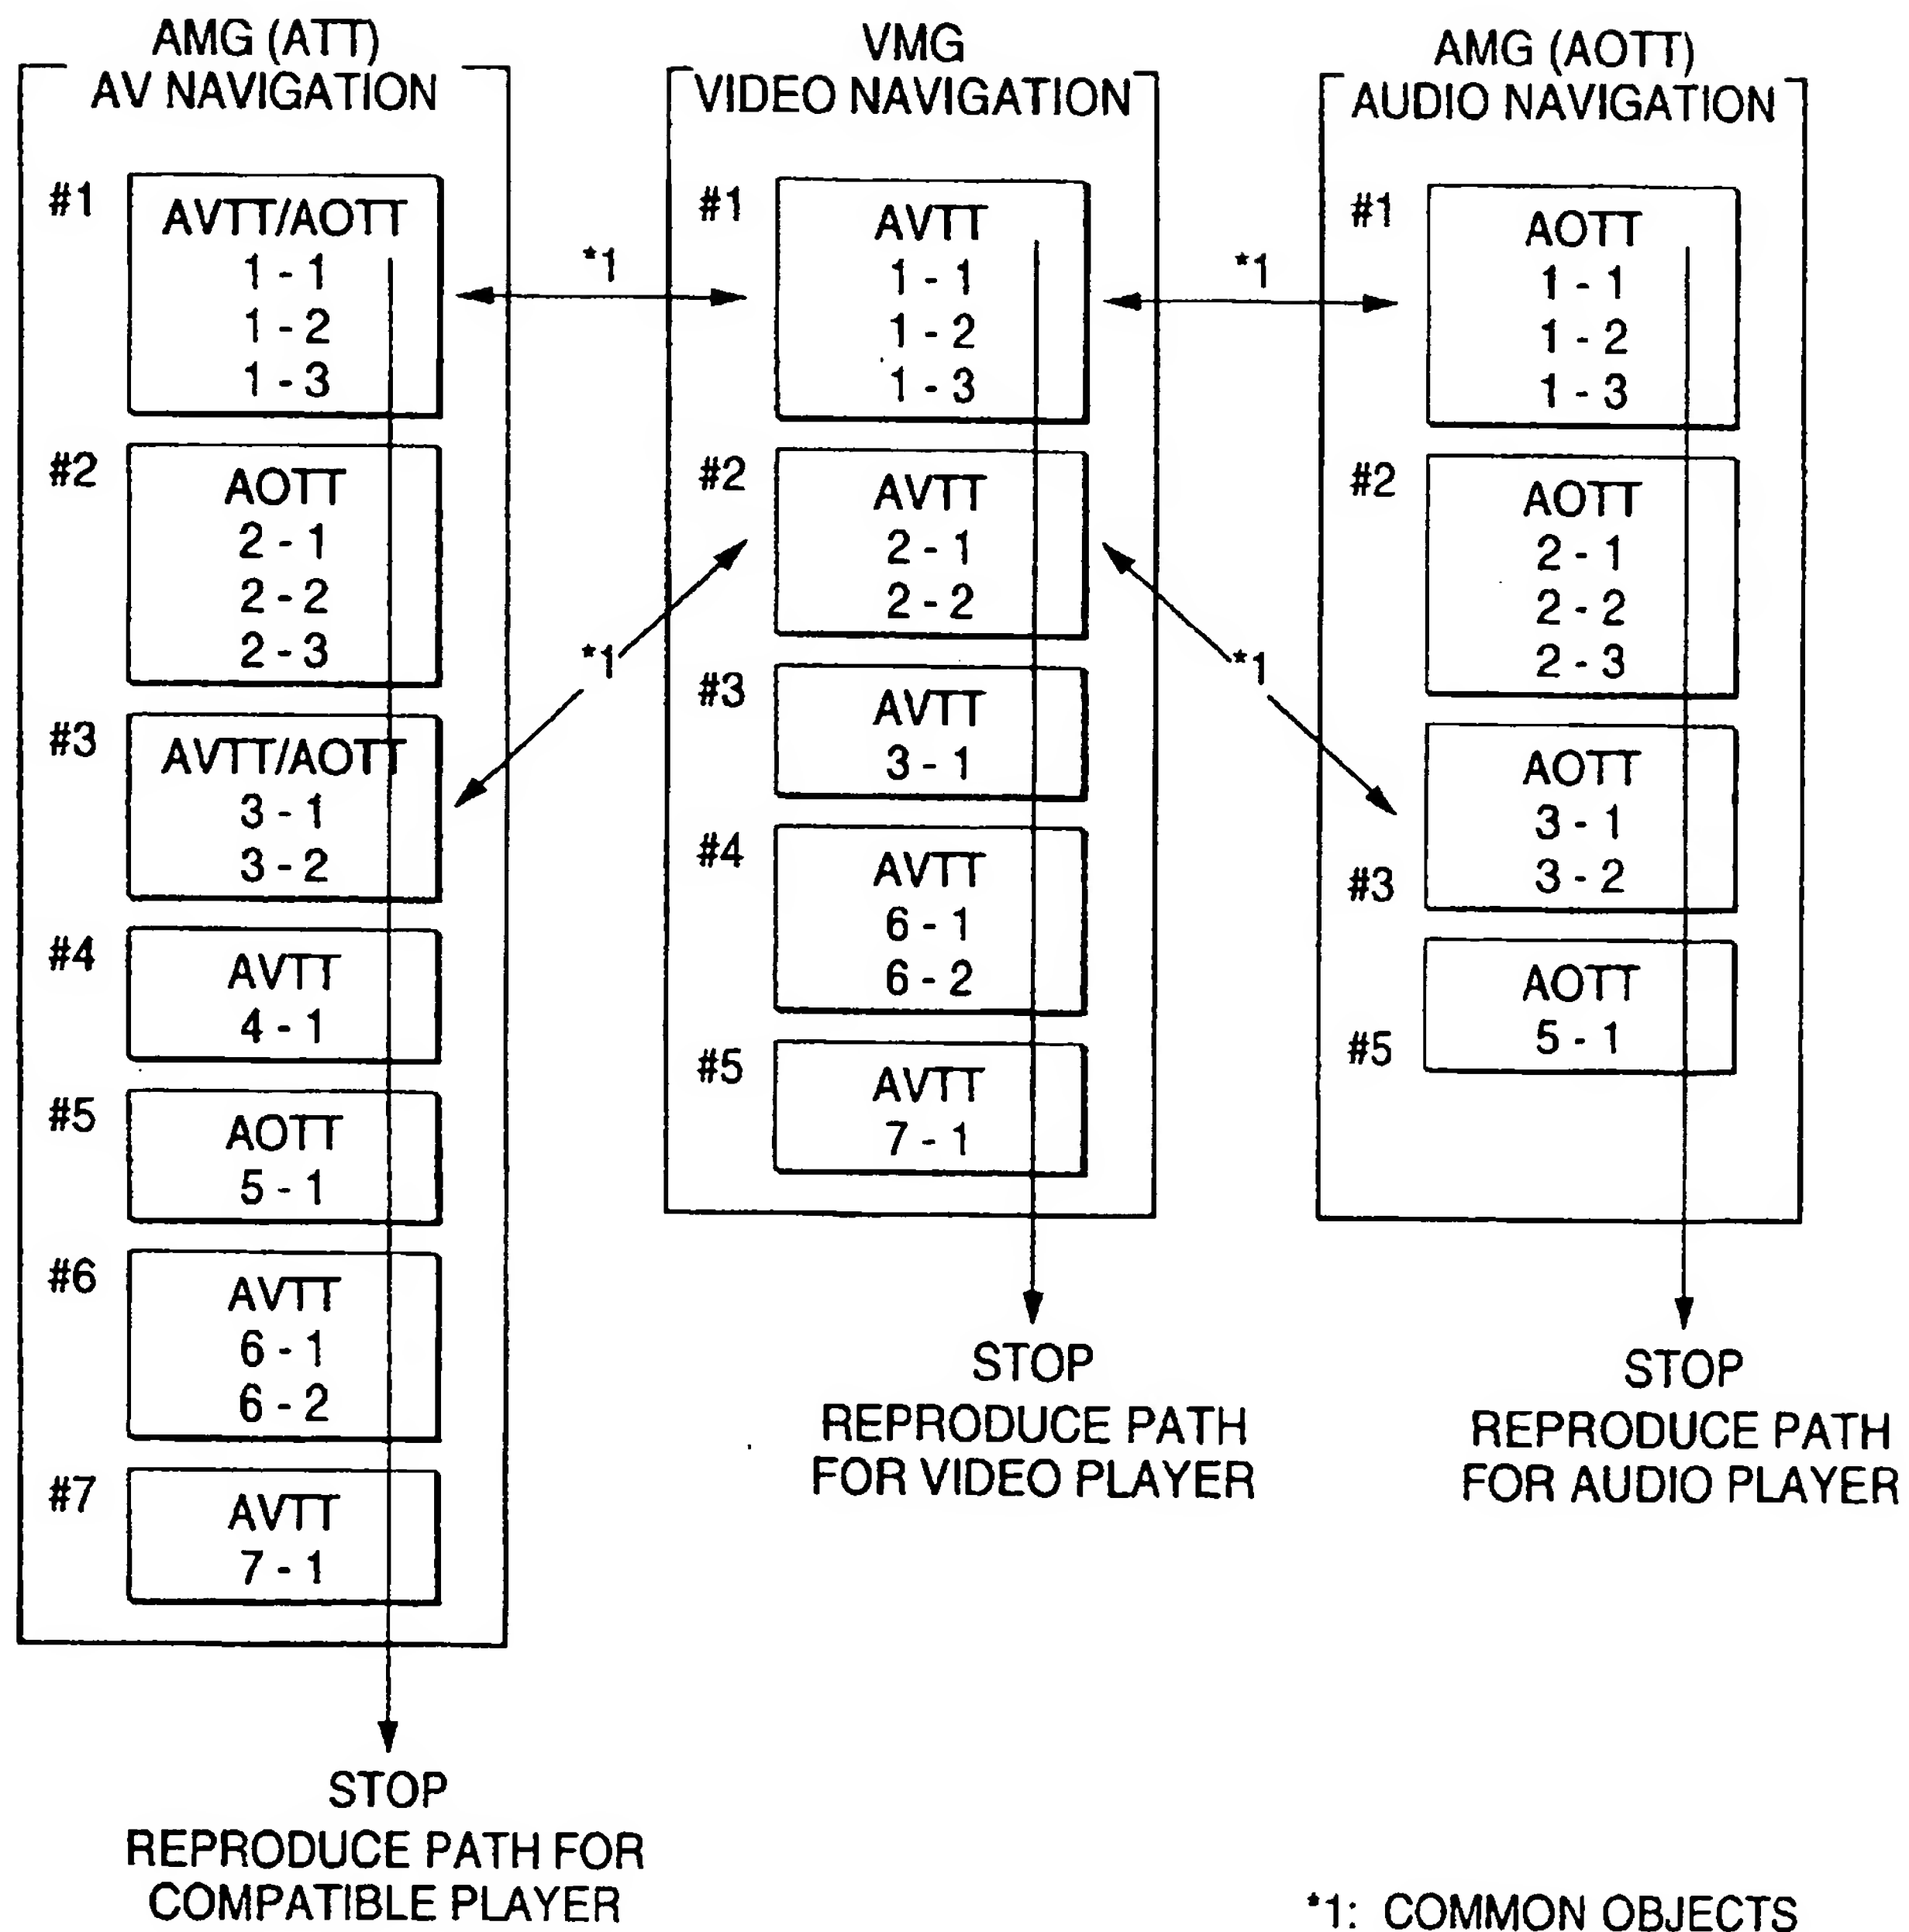 AMG (ATT)
AV NAVIGATION
#1
AVTT/AOTT
1 - 1
1 - 2
1 - 3
#2
AOTT
2 - 1
2 - 2
2 - 3
#3
AVTT/AOTT
3 - 1
3 - 2
#4
AVTT
4 - 1
#5
AOTT
5 - 1
#6
AVTT
6 - 1
6 - 2
#7
AVTT
7 - 1
STOP
REPRODUCE PATH FOR
COMPATIBLE PLAYER
*1
*1
VMG
VIDEO NAVIGATION
#1
AVTT
1 - 1
1 - 2
1 - 3
#2
AVTT
2 - 1
2 - 2
#3
AVTT
3 - 1
#4
AVTT
6 - 1
6 - 2
#5
AVTT
7 - 1
STOP
REPRODUCE PATH
FOR VIDEO PLAYER
*1
*1
AMG (AOTT)
AUDIO NAVIGATION
#1
AOTT
1 - 1
1 - 2
1 - 3
#2
AOTT
2 - 1
2 - 2
2 - 3
AOTT
3 - 1
3 - 2
#3
AOTT
5 - 1
#5
STOP
REPRODUCE PATH
FOR AUDIO PLAYER
*1: COMMON OBJECTS